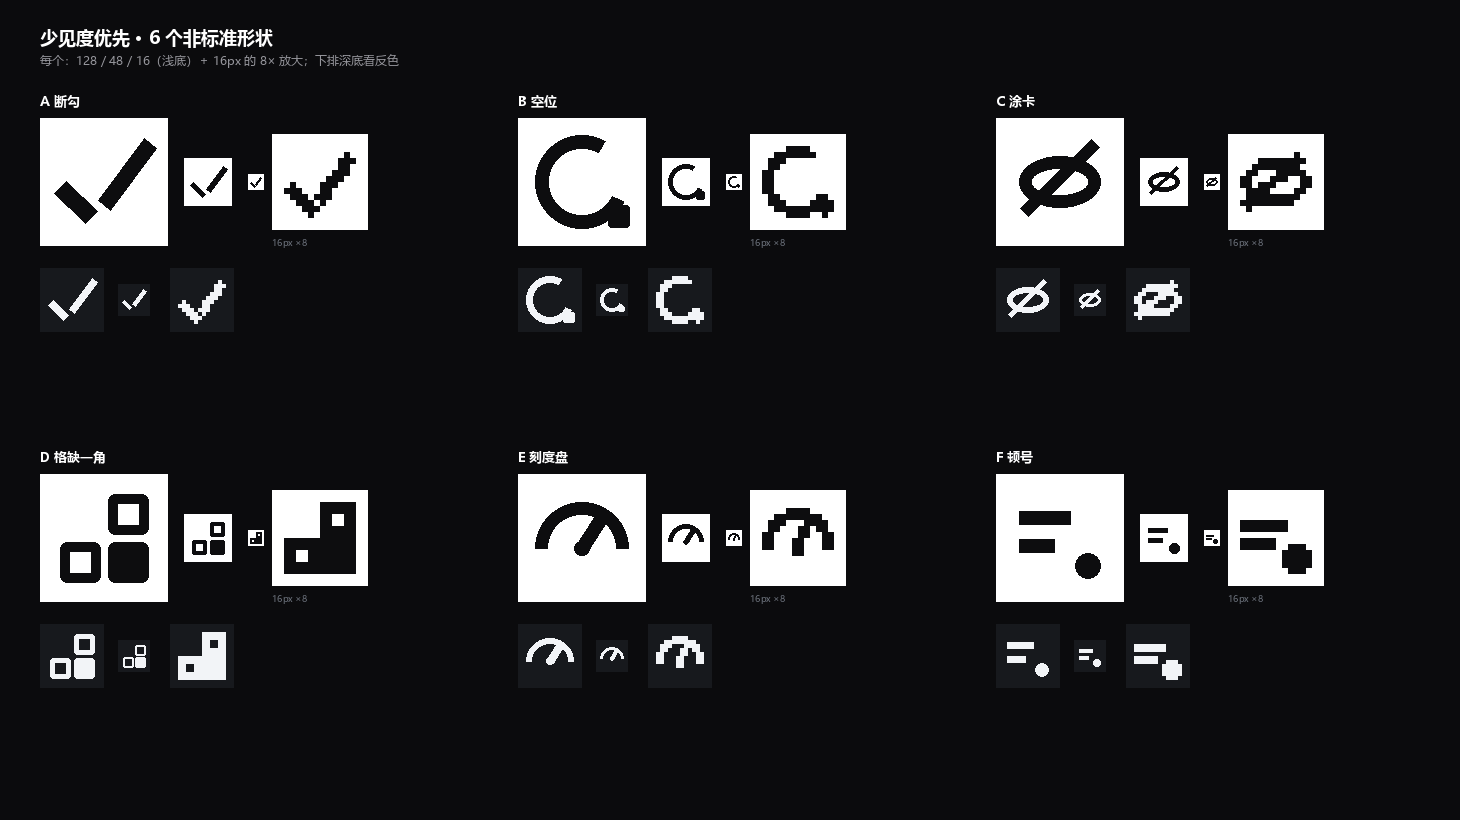 少见度优先 • 6 个非标准形状
每个：128 / 48 / 16（浅底）+ 16px 的 8× 放大；下排深底看反色
A 断勾
B 空位
C 涂卡
16px ×8
16px ×8
16px ×8
D 格缺一角
E 刻度盘
F 顿号
16px ×8
16px ×8
16px ×8